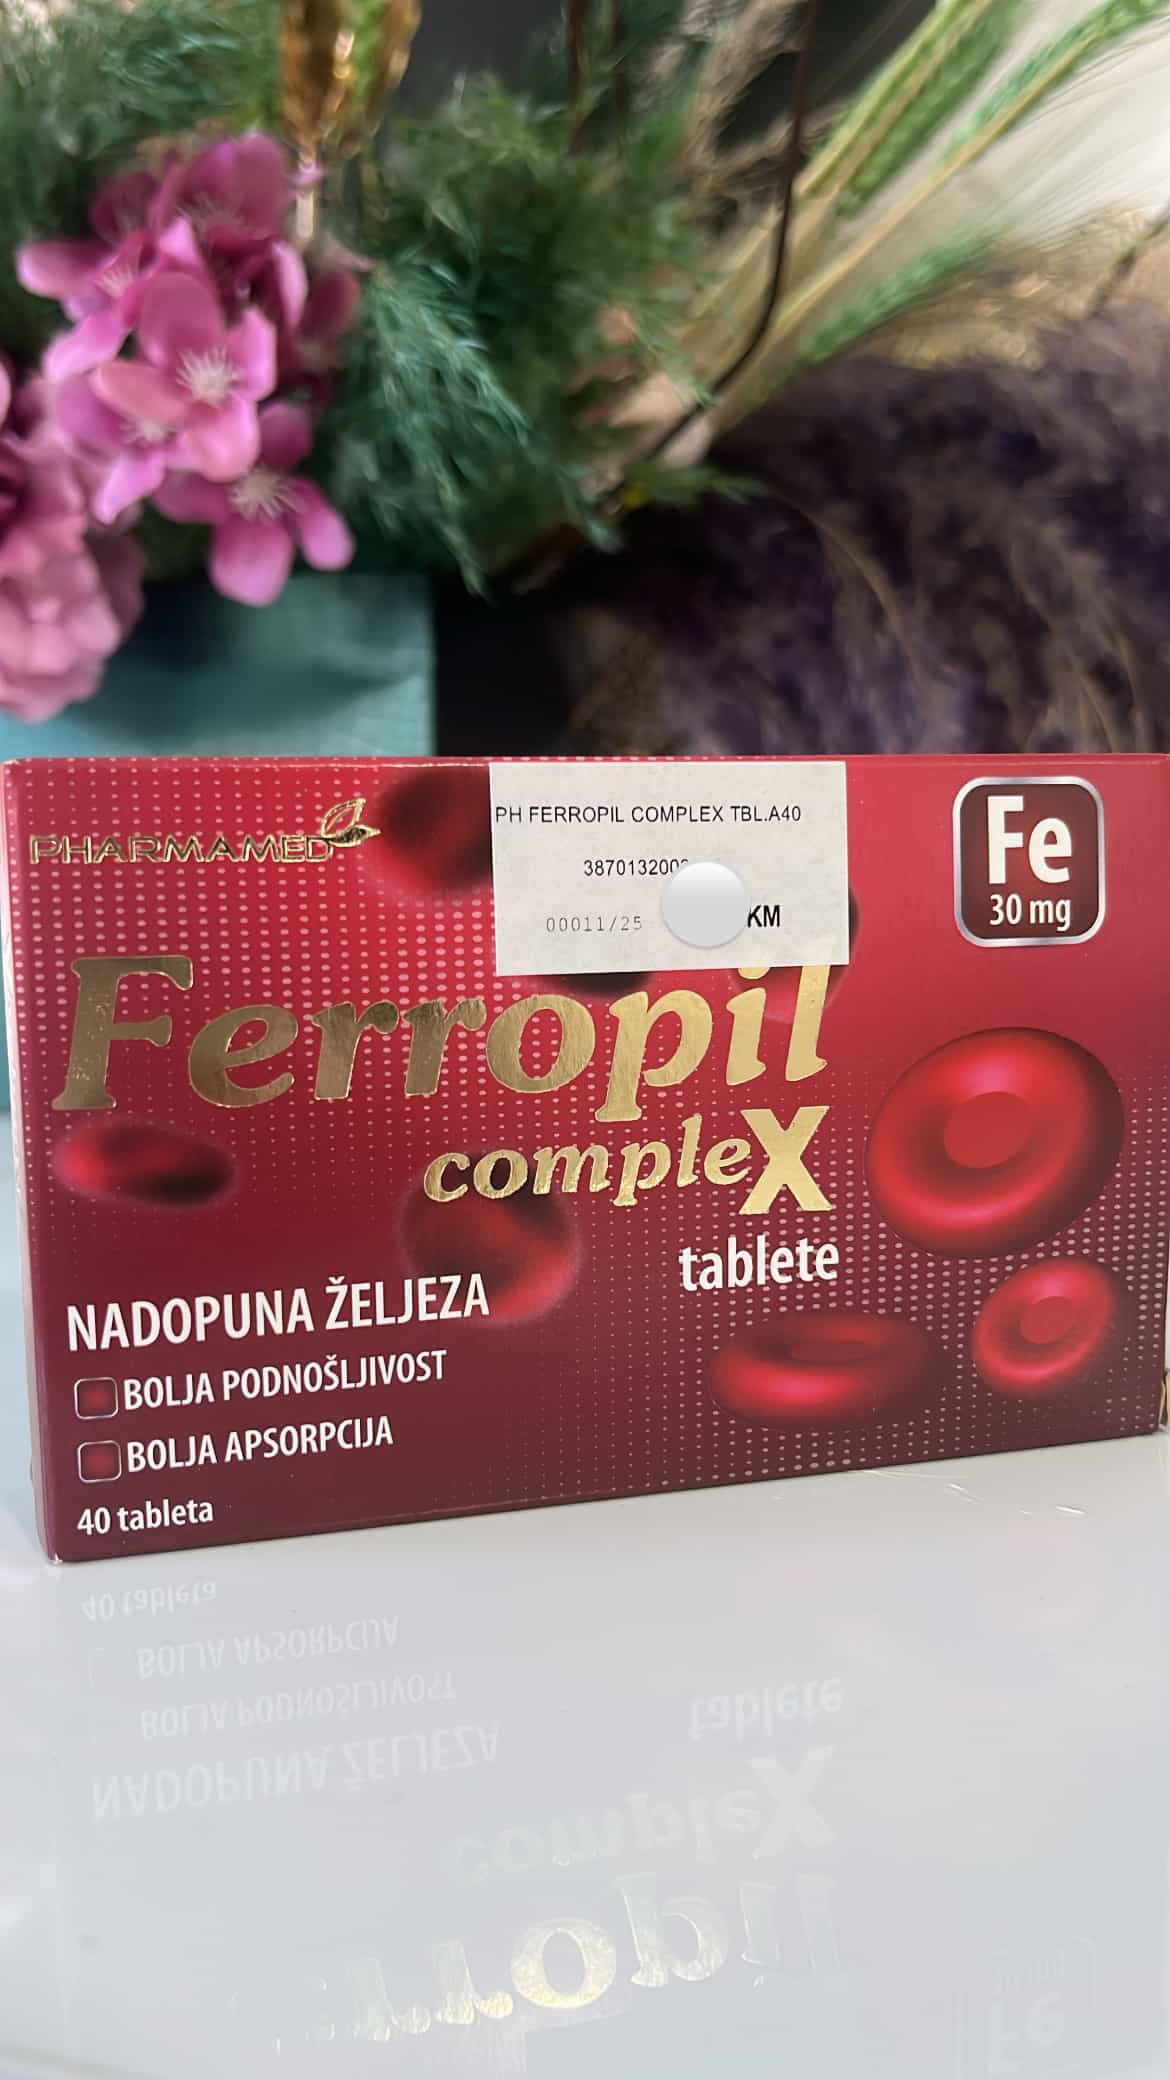 PHARMAMED
PH FERROPIL COMPLEX TBL.A40
387013200
00011/25
KM
Fe
30 mg
Ferropil
compleX
tablete
NADOPUNA ŽELJEZA
BOLJA PODNOŠLJIVOST
BOLJA APSORPCIJA
40 tableta